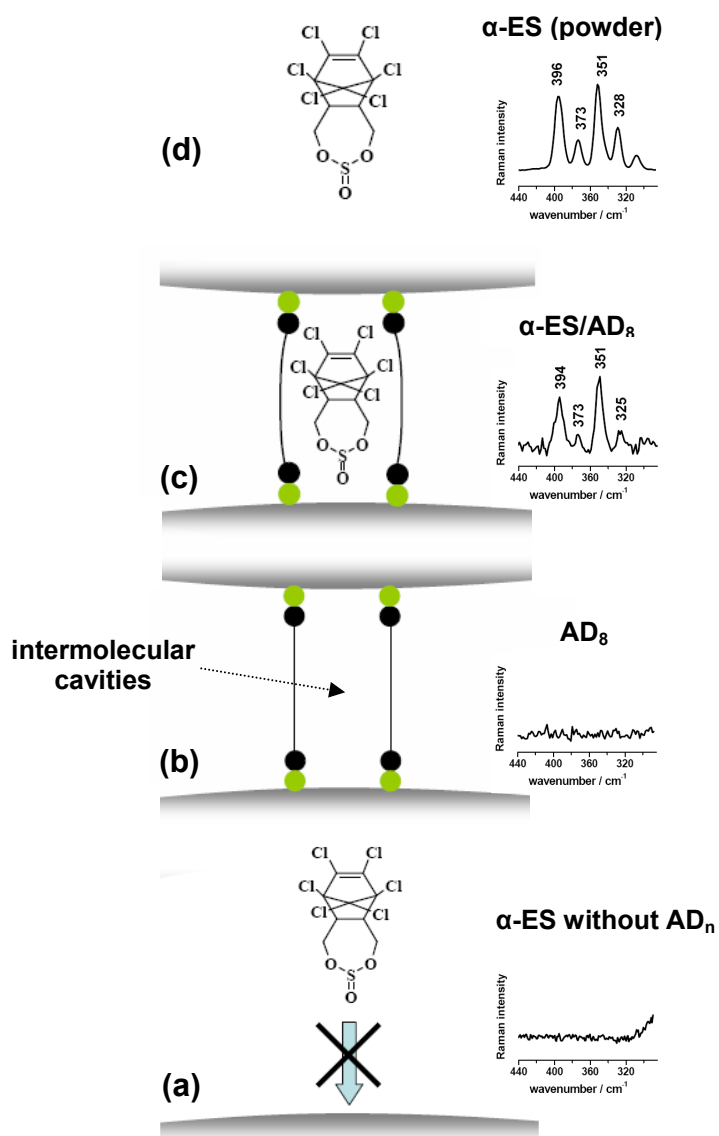 α-ES (powder)
Cl Cl
Cl Cl
Cl Cl
O O
S
O
(d)
Raman intensity
396
373
351
328
440 400 360 320
wavenumber / cm-1
α-ES/AD8
Cl Cl
Cl Cl
Cl Cl
O O
S
O
(c)
Raman intensity
394
373
351
325
440 400 360 320
wavenumber / cm-1
AD8
intermolecular
cavities
(b)
Raman intensity
440 400 360 320
wavenumber / cm-1
α-ES without ADn
Cl Cl
Cl Cl
Cl Cl
O O
S
O
(a)
Raman intensity
440 400 360 320
wavenumber / cm-1